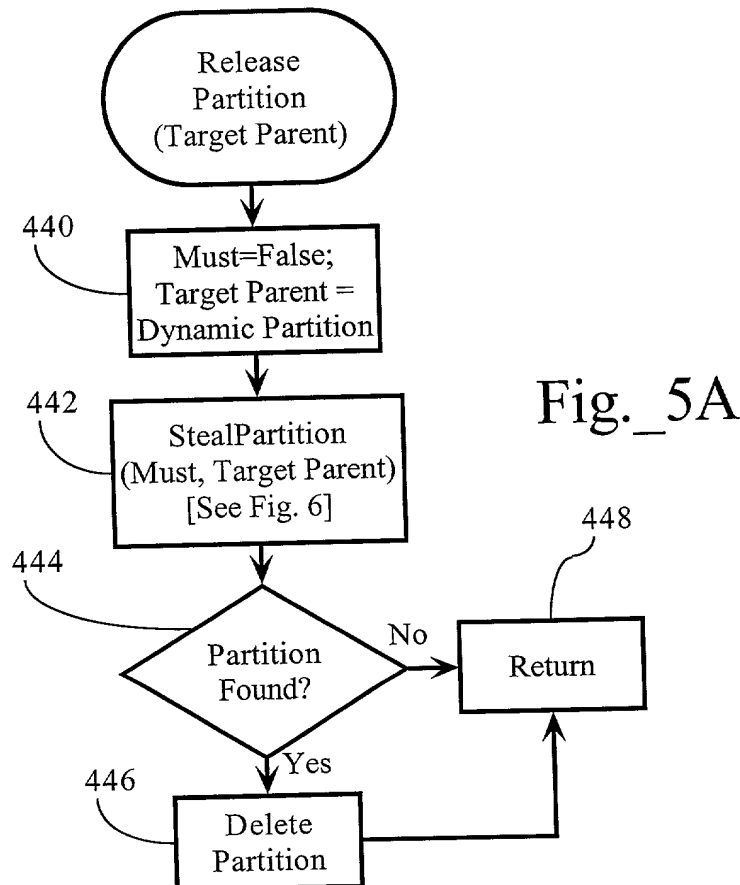 Release
Partition
(Target Parent)
440
Must=False;
Target Parent =
Dynamic Partition
Fig._5A
442
StealPartition
(Must, Target Parent)
[See Fig. 6]
448
444
No
Partition
Found?
Return
Yes
446
Delete
Partition